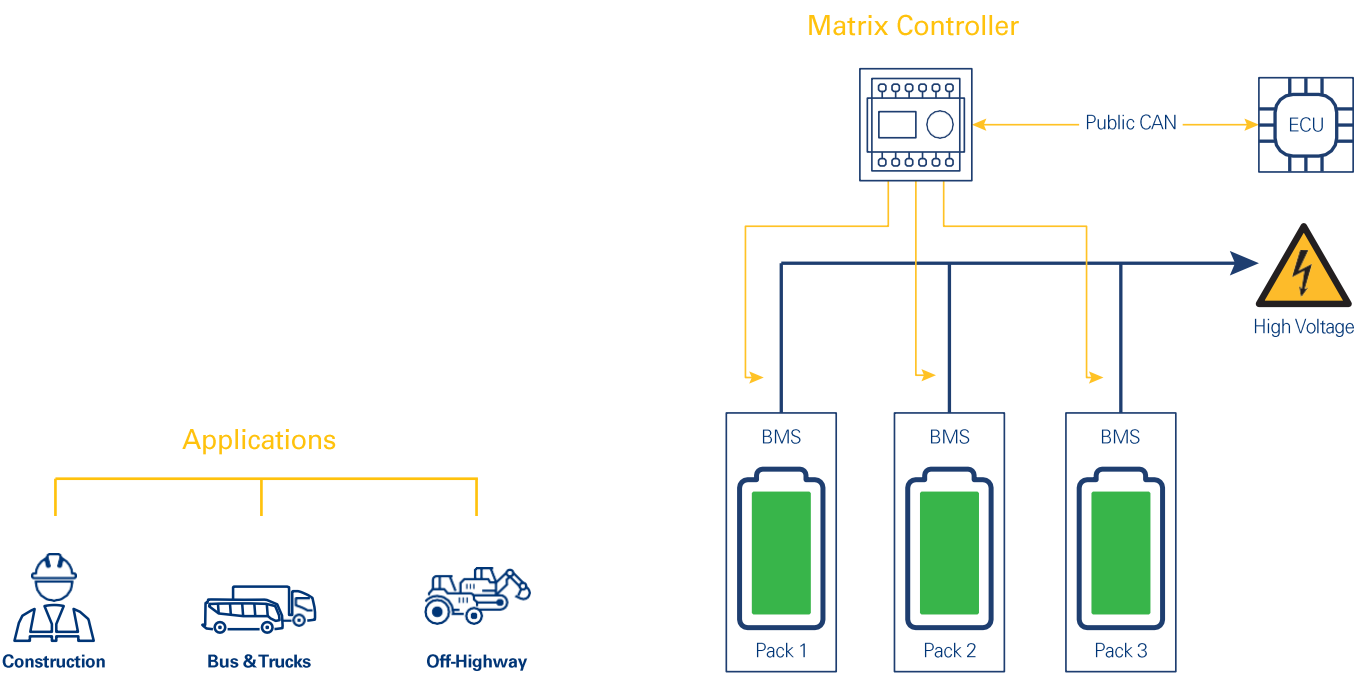 Matrix Controller
Public CAN
ECU
High Voltage
Applications
BMS
BMS
BMS
Pack 1
Pack 2
Pack 3
Construction
Bus & Trucks
Off-Highway